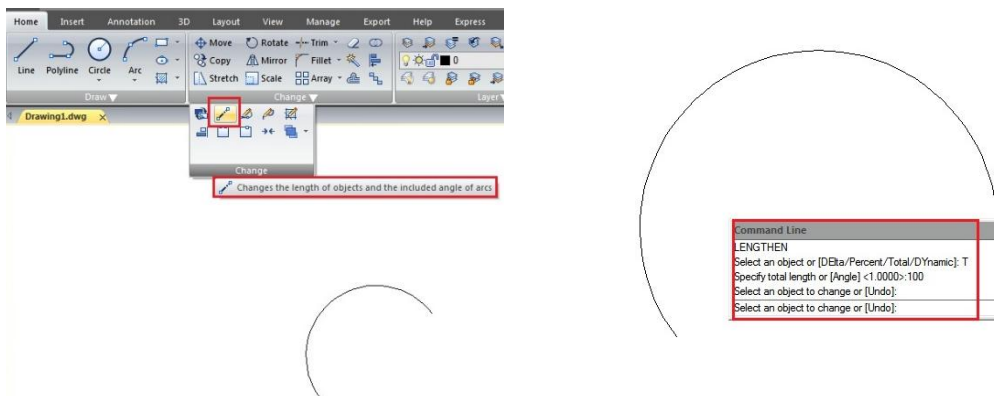 Home Insert Annotation 3D Layout View Manage Export Help Express
Move Rotate Trim
Copy Mirror Fillet
Line Polyline Circle Arc
Stretch Scale Array
0
Draw Change Layer
Drawing1.dwg
Change
Changes the length of objects and the included angle of arcs
Command Line
LENGTHEN
Select an object or [DElta/Percent/Total/DYnamic]: T
Specify total length or [Angle] <1.0000>:100
Select an object to change or [Undo]:
Select an object to change or [Undo]: